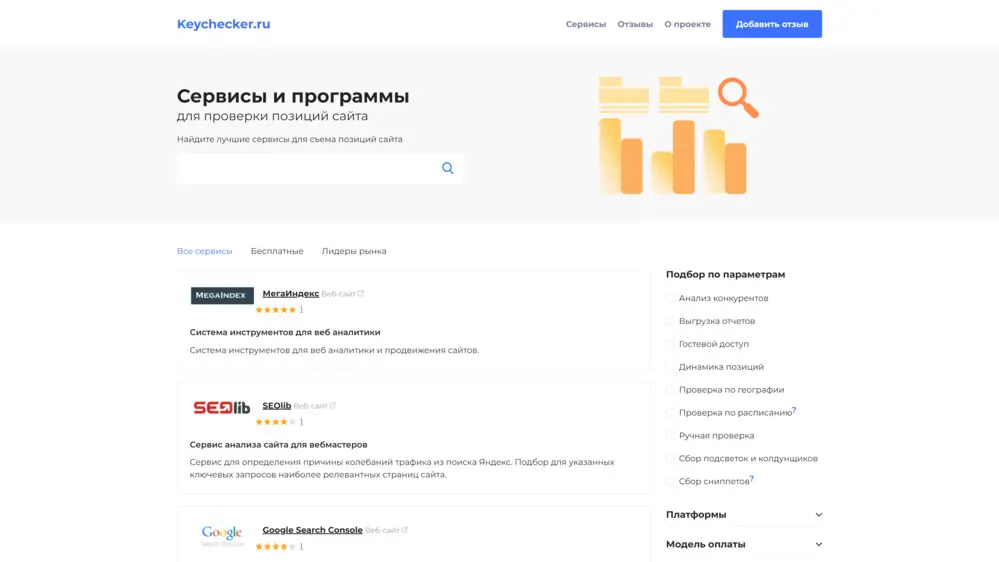 Keychecker.ru
Сервисы
Отзывы
О проекте
Добавить отзыв
Сервисы и программы
для проверки позиций сайта
Найдите лучшие сервисы для съема позиций сайта
Все сервисы
Бесплатные
Лидеры рынка
MEGAINDEX
МегаИндекс Веб-сайт
1
Система инструментов для веб аналитики
Система инструментов для веб аналитики и продвижения сайтов.
SEOlib
SEOlib Веб-сайт
1
Сервис анализа сайта для вебмастеров
Сервис для определения причины колебаний трафика из поиска Яндекс. Подбор для указанных
ключевых запросов наиболее релевантных страниц сайта.
Google
Search Console
Google Search Console Веб-сайт
1
Подбор по параметрам
Анализ конкурентов
Выгрузка отчетов
Гостевой доступ
Динамика позиций
Проверка по географии
Проверка по расписанию?
Ручная проверка
Сбор подсветок и колдунщиков
Сбор сниппетов?
Платформы
Модель оплаты